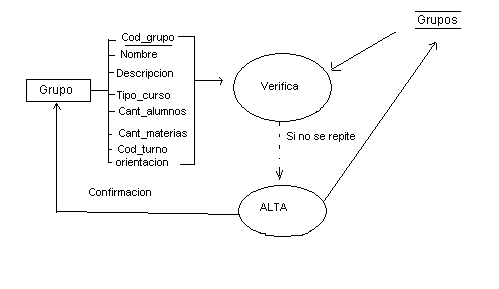 Grupos
Cod_grupo
Nombre
Descripcion
Verifica
Grupo
Tipo_curso
Cant_alumnos
Cant_materias
Si no se repite
Cod_turno
orientacion
Confirmacion
ALTA